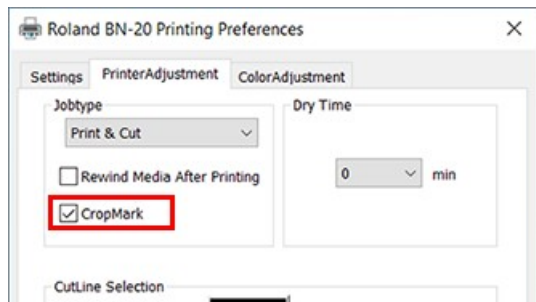 Roland BN-20 Printing Preferences
Settings PrinterAdjustment ColorAdjustment
Jobtype
Dry Time
Print & Cut
Rewind Media After Printing
0 min
CropMark
CutLine Selection